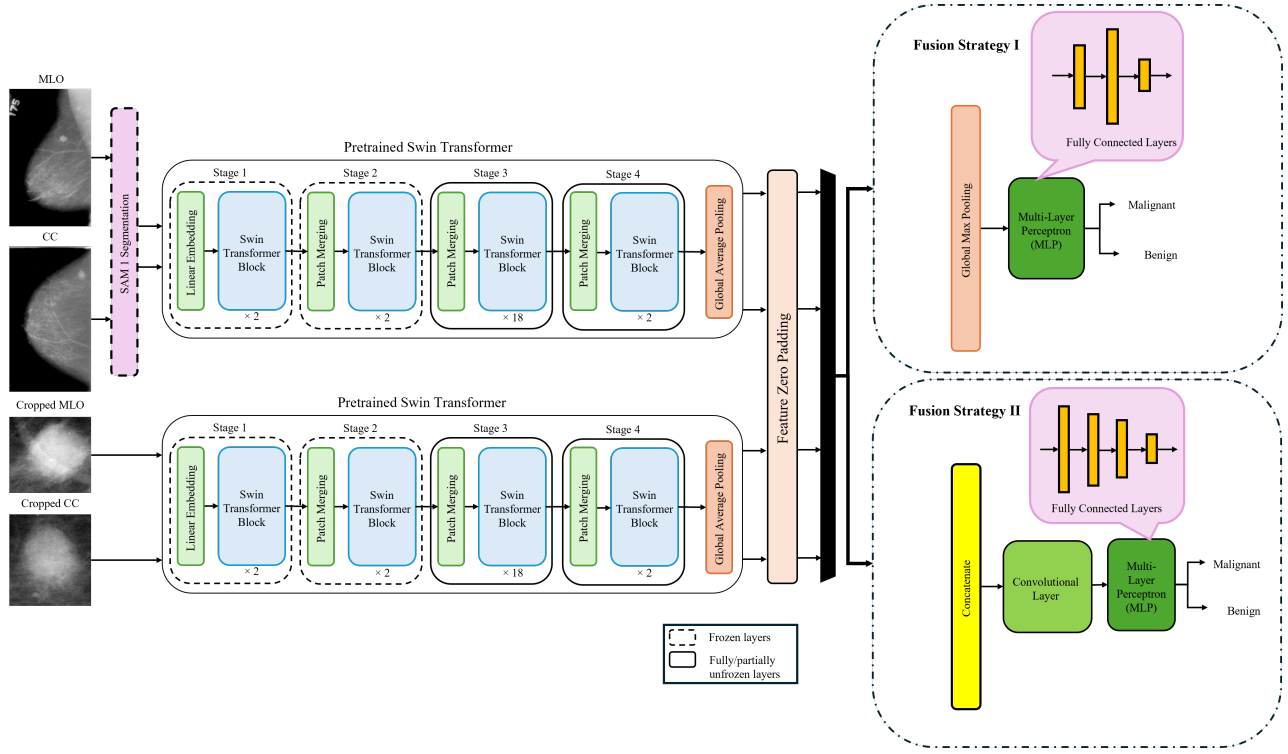 MLO
175
CC
Cropped MLO
Cropped CC
SAM 1 Segmentation
Pretrained Swin Transformer
Stage 1
Linear Embedding
Swin
Transformer
Block
× 2
Stage 2
Patch Merging
Swin
Transformer
Block
× 2
Stage 3
Patch Merging
Swin
Transformer
Block
× 18
Stage 4
Patch Merging
Swin
Transformer
Block
× 2
Global Average Pooling
Pretrained Swin Transformer
Stage 1
Linear Embedding
Swin
Transformer
Block
× 2
Stage 2
Patch Merging
Swin
Transformer
Block
× 2
Stage 3
Patch Merging
Swin
Transformer
Block
× 18
Stage 4
Patch Merging
Swin
Transformer
Block
× 2
Global Average Pooling
Feature Zero Padding
Fusion Strategy I
Fully Connected Layers
Global Max Pooling
Multi-Layer
Perceptron
(MLP)
Malignant
Benign
Fusion Strategy II
Fully Connected Layers
Concatenate
Convolutional
Layer
Multi-
Layer
Perceptron
(MLP)
Malignant
Benign
Frozen layers
Fully/partially
unfrozen layers